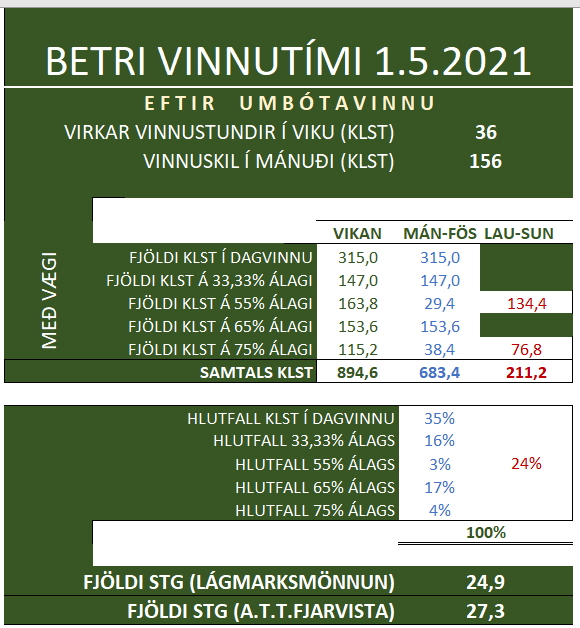 BETRI VINNUTÍMI 1.5.2021
EFTIR UMBÓTAVINNU
VIRKAR VINNUSTUNDIR Í VIKU (KLST) 36
VINNUSKIL Í MÁNUÐI (KLST) 156
MEÐ VÆGI
VIKAN MÁN-FÖS LAU-SUN
FJÖLDI KLST Í DAGVINNU 315,0 315,0
FJÖLDI KLST Á 33,33% ÁLAGI 147,0 147,0
FJÖLDI KLST Á 55% ÁLAGI 163,8 29,4 134,4
FJÖLDI KLST Á 65% ÁLAGI 153,6 153,6
FJÖLDI KLST Á 75% ÁLAGI 115,2 38,4 76,8
SAMTALS KLST 894,6 683,4 211,2
HLUTFALL KLST Í DAGVINNU 35%
HLUTFALL 33,33% ÁLAGS 16%
HLUTFALL 55% ÁLAGS 3% 24%
HLUTFALL 65% ÁLAGS 17%
HLUTFALL 75% ÁLAGS 4%
100%
FJÖLDI STG (LÁGMARKSMÖNNUN) 24,9
FJÖLDI STG (A.T.T.FJARVISTA) 27,3